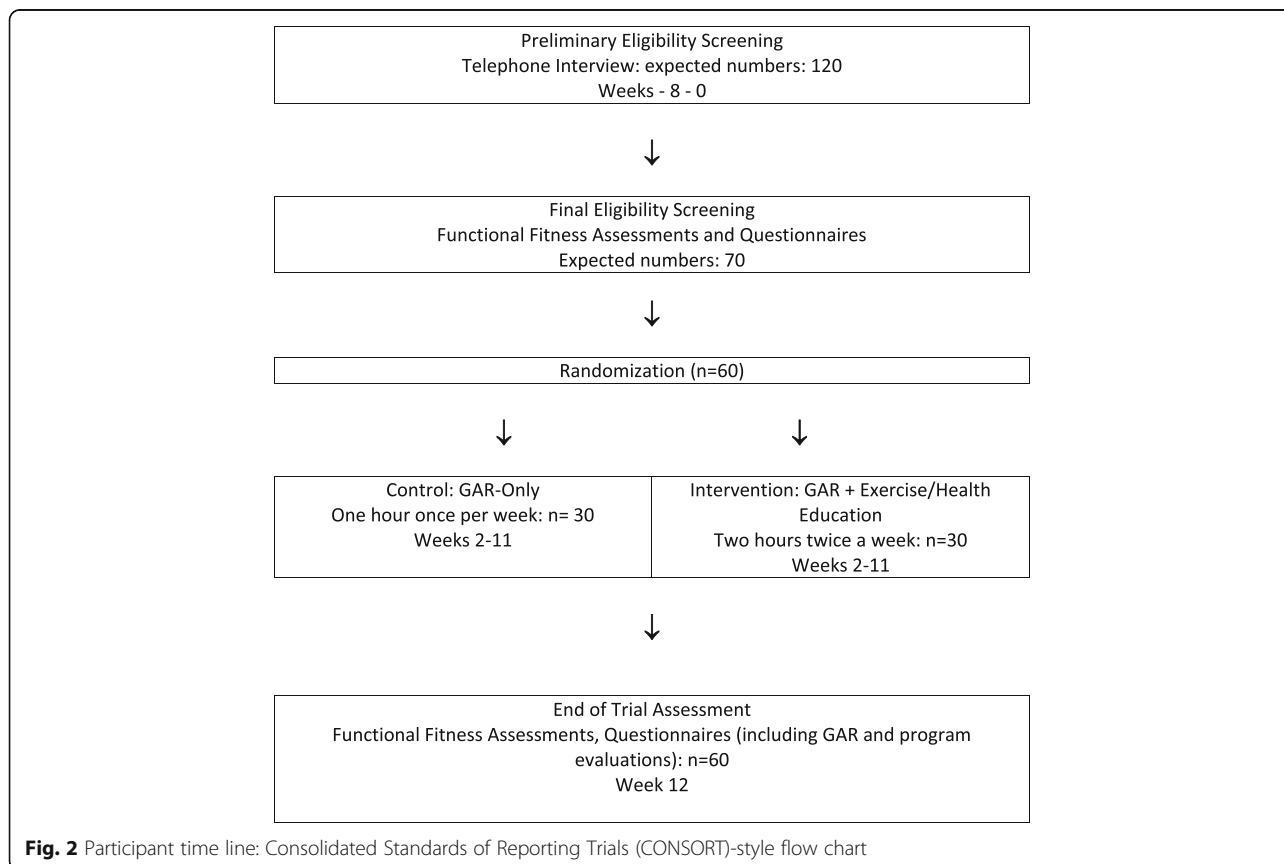 Preliminary Eligibility Screening
Telephone Interview: expected numbers: 120
Weeks - 8 - 0
↓
Final Eligibility Screening
Functional Fitness Assessments and Questionnaires
Expected numbers: 70
↓
Randomization (n=60)
↓ ↓
Control: GAR-Only
One hour once per week: n= 30
Weeks 2-11
Intervention: GAR + Exercise/Health
Education
Two hours twice a week: n=30
Weeks 2-11
↓
End of Trial Assessment
Functional Fitness Assessments, Questionnaires (including GAR and program
evaluations): n=60
Week 12
Fig. 2 Participant time line: Consolidated Standards of Reporting Trials (CONSORT)-style flow chart